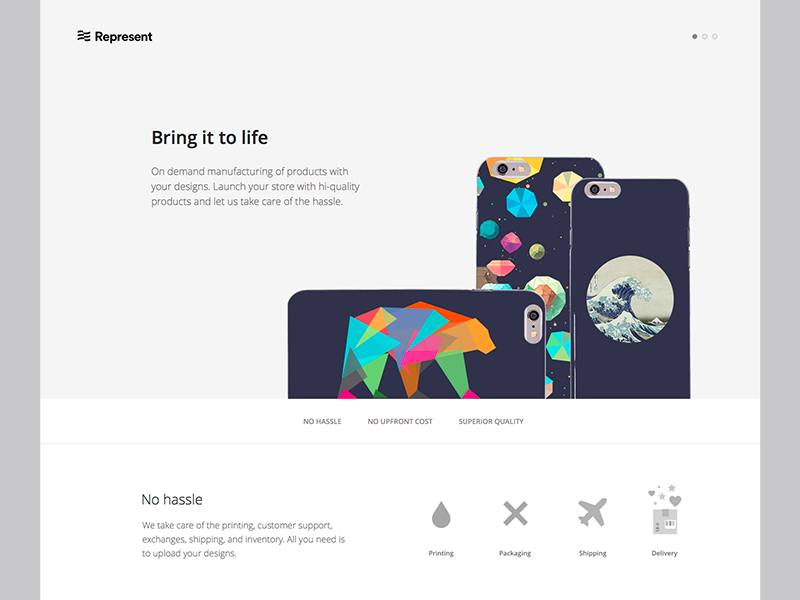 Represent
Bring it to life
On demand manufacturing of products with
your designs. Launch your store with hi-quality
products and let us take care of the hassle.
NO HASSLE NO UPFRONT COST SUPERIOR QUALITY
No hassle
We take care of the printing, customer support,
exchanges, shipping, and inventory. All you need is
to upload your designs.
Printing Packaging Shipping Delivery